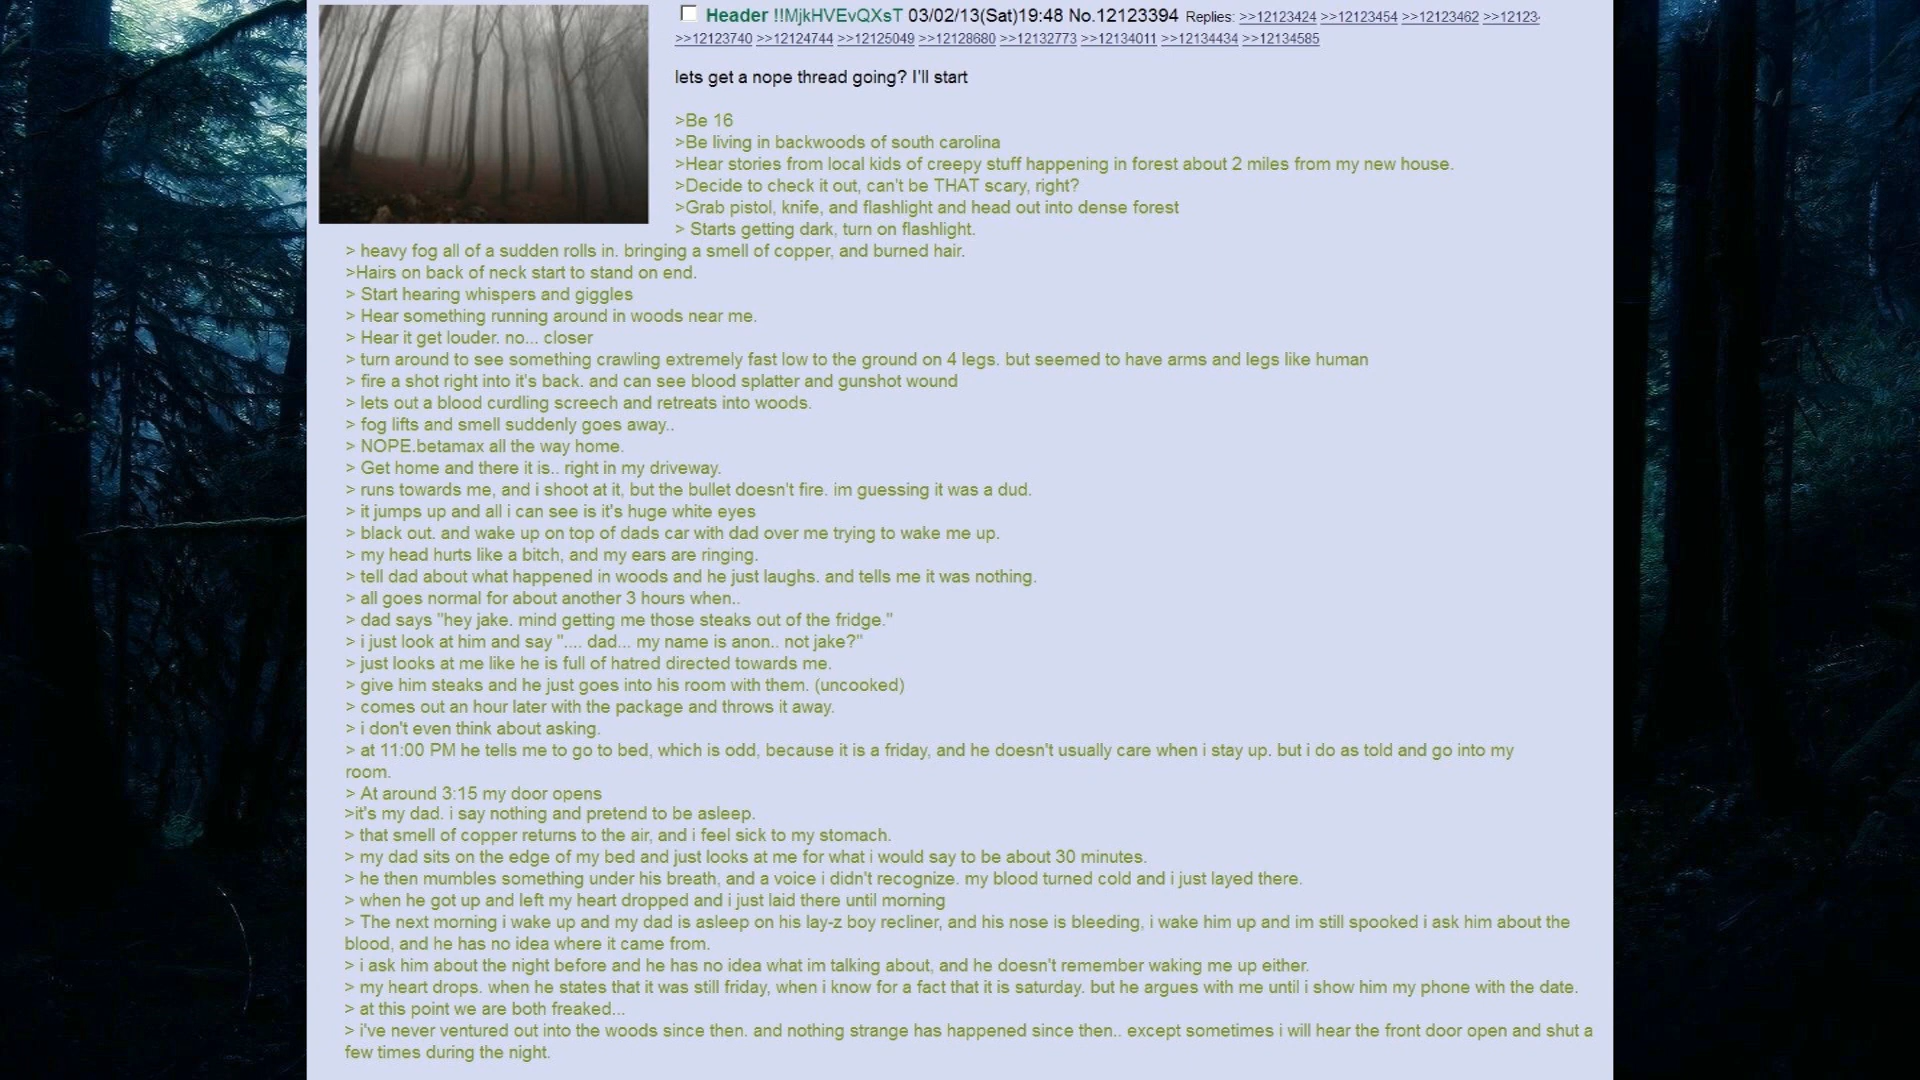 Header !!MjkHVEvQXsT 03/02/13(Sat)19:48 No.12123394 Replies: >>12123424 >>12123454 >>12123462 >>12123
>>12123740 >>12124744 >>12125049 >>12128680 >>12132773 >>12134011 >>12134434 >>12134585
lets get a nope thread going? I'll start
>Be 16
>Be living in backwoods of south carolina
>Hear stories from local kids of creepy stuff happening in forest about 2 miles from my new house.
>Decide to check it out, can't be THAT scary, right?
>Grab pistol, knife, and flashlight and head out into dense forest
> Starts getting dark, turn on flashlight.
> heavy fog all of a sudden rolls in. bringing a smell of copper, and burned hair.
>Hairs on back of neck start to stand on end.
> Start hearing whispers and giggles
> Hear something running around in woods near me.
> Hear it get louder. no... closer
> turn around to see something crawling extremely fast low to the ground on 4 legs. but seemed to have arms and legs like human
> fire a shot right into it's back. and can see blood splatter and gunshot wound
> lets out a blood curdling screech and retreats into woods.
> fog lifts and smell suddenly goes away..
> NOPE.betamax all the way home.
> Get home and there it is.. right in my driveway.
> runs towards me, and i shoot at it, but the bullet doesn't fire. im guessing it was a dud.
> it jumps up and all i can see is it's huge white eyes
> black out. and wake up on top of dads car with dad over me trying to wake me up.
> my head hurts like a bitch, and my ears are ringing.
> tell dad about what happened in woods and he just laughs. and tells me it was nothing.
> all goes normal for about another 3 hours when..
> dad says "hey jake. mind getting me those steaks out of the fridge."
> i just look at him and say ".... dad... my name is anon.. not jake?"
> just looks at me like he is full of hatred directed towards me.
> give him steaks and he just goes into his room with them. (uncooked)
> comes out an hour later with the package and throws it away.
> i don't even think about asking.
> at 11:00 PM he tells me to go to bed, which is odd, because it is a friday, and he doesn't usually care when i stay up. but i do as told and go into my
room.
> At around 3:15 my door opens
>it's my dad. i say nothing and pretend to be asleep.
> that smell of copper returns to the air, and i feel sick to my stomach.
> my dad sits on the edge of my bed and just looks at me for what i would say to be about 30 minutes.
> he then mumbles something under his breath, and a voice i didn't recognize. my blood turned cold and i just layed there.
> when he got up and left my heart dropped and i just laid there until morning
> The next morning i wake up and my dad is asleep on his lay-z boy recliner, and his nose is bleeding, i wake him up and im still spooked i ask him about the
blood, and he has no idea where it came from.
> i ask him about the night before and he has no idea what im talking about, and he doesn't remember waking me up either.
> my heart drops. when he states that it was still friday, when i know for a fact that it is saturday. but he argues with me until i show him my phone with the date.
> at this point we are both freaked...
> i've never ventured out into the woods since then. and nothing strange has happened since then.. except sometimes i will hear the front door open and shut a
few times during the night.